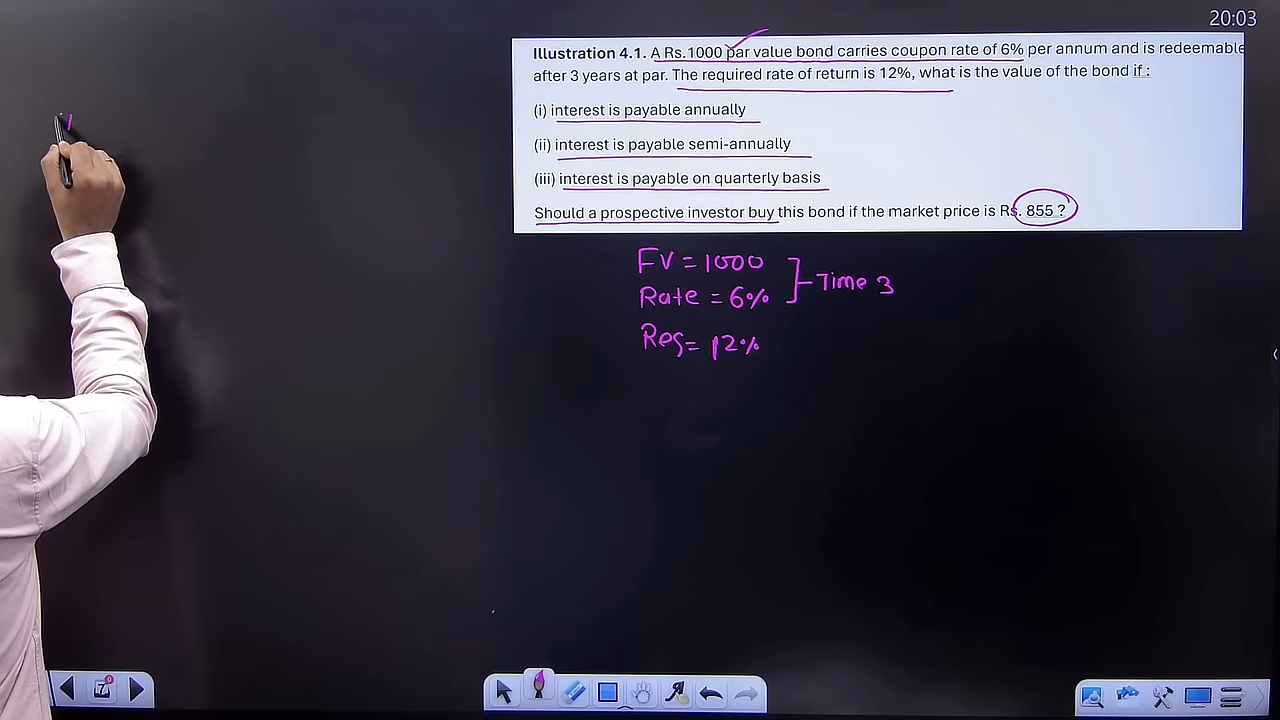 20:03
Illustration 4.1. A Rs.1000 par value bond carries coupon rate of 6% per annum and is redeemable
after 3 years at par. The required rate of return is 12%, what is the value of the bond if :
(i) interest is payable annually
(ii) interest is payable semi-annually
(iii) interest is payable on quarterly basis
Should a prospective investor buy this bond if the market price is Rs. 855 ?
FV = 1000
Rate = 6%
Time 3
Req = 12%